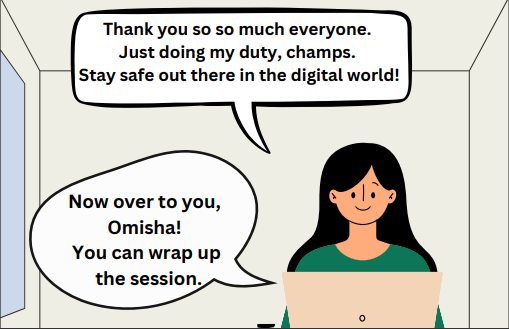 Thank you so so much everyone.
Just doing my duty, champs.
Stay safe out there in the digital world!
Now over to you,
Omisha!
You can wrap up
the session.